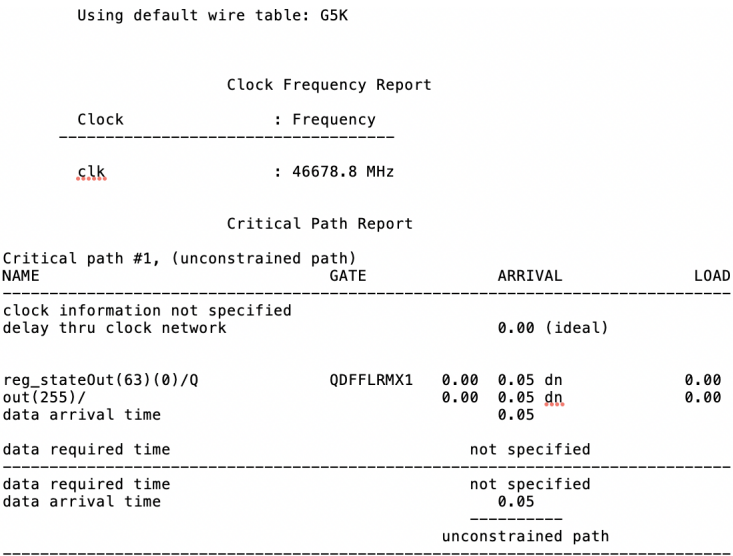 Using default wire table: G5K
Clock Frequency Report
Clock : Frequency
------------------------------------
clk : 46678.8 MHz
Critical Path Report
Critical path #1, (unconstrained path)
NAME GATE ARRIVAL LOAD
------------------------------------------------------------------------------
clock information not specified
delay thru clock network 0.00 (ideal)
reg_stateOut(63)(0)/Q QDFFLRMX1 0.00 0.05 dn 0.00
out(255)/ 0.00 0.05 dn 0.00
data arrival time 0.05
data required time not specified
------------------------------------------------------------------------------
data required time not specified
data arrival time 0.05
----------
unconstrained path
------------------------------------------------------------------------------